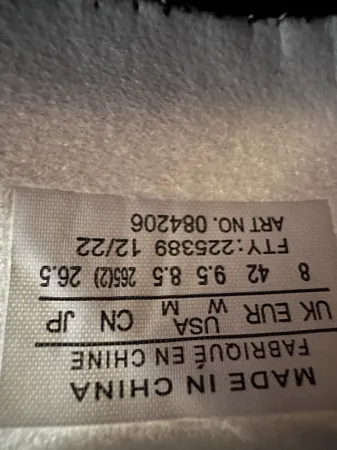 MADE IN CHINA
FABRIQUÉ EN CHINE
UK EUR USA W M CN JP
8 42 9.5 8.5 265(2) 26.5
FTY:225389 12/22
ART NO. 084206